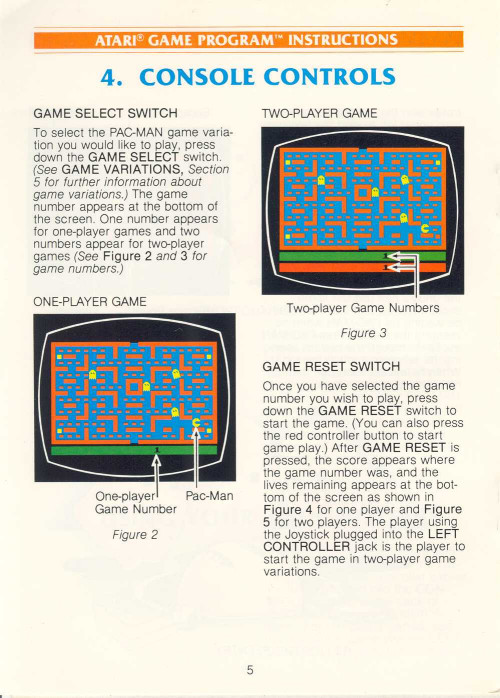 ATARI® GAME PROGRAM™ INSTRUCTIONS
4. CONSOLE CONTROLS
GAME SELECT SWITCH
To select the PAC-MAN game varia-
tion you would like to play, press
down the GAME SELECT switch.
(See GAME VARIATIONS, Section
5 for further information about
game variations.) The game
number appears at the bottom of
the screen. One number appears
for one-player games and two
numbers appear for two-player
games (See Figure 2 and 3 for
game numbers.)
ONE-PLAYER GAME
1
One-player
Game Number
Pac-Man
Figure 2
TWO-PLAYER GAME
Two-player Game Numbers
Figure 3
GAME RESET SWITCH
Once you have selected the game
number you wish to play, press
down the GAME RESET switch to
start the game. (You can also press
the red controller button to start
game play.) After GAME RESET is
pressed, the score appears where
the game number was, and the
lives remaining appears at the bot-
tom of the screen as shown in
Figure 4 for one player and Figure
5 for two players. The player using
the Joystick plugged into the LEFT
CONTROLLER jack is the player to
start the game in two-player game
variations.
5